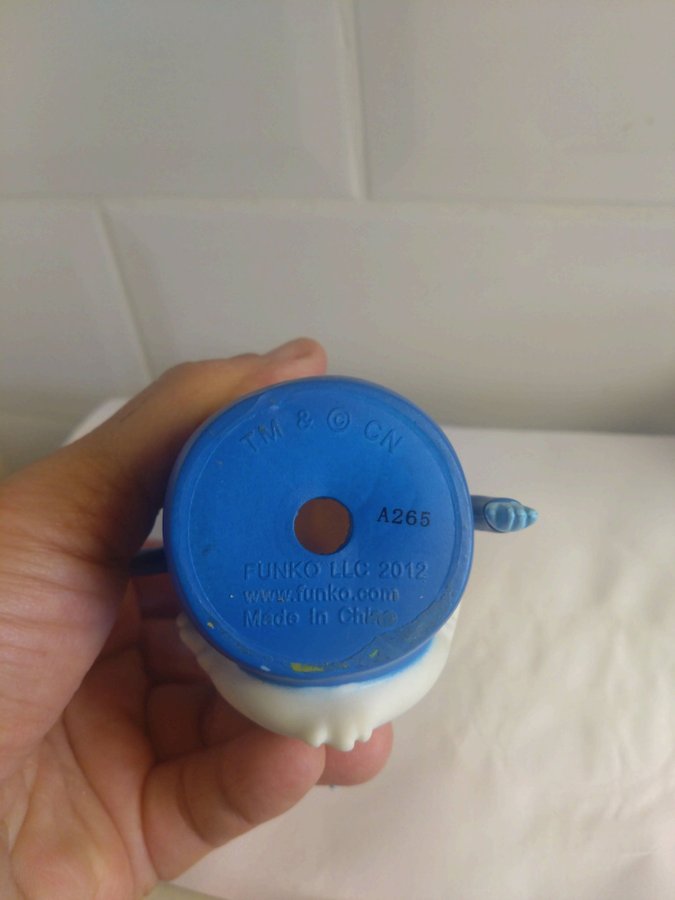 TM & © CN
A265
FUNKO LLC 2012
www.funko.com
Made In China